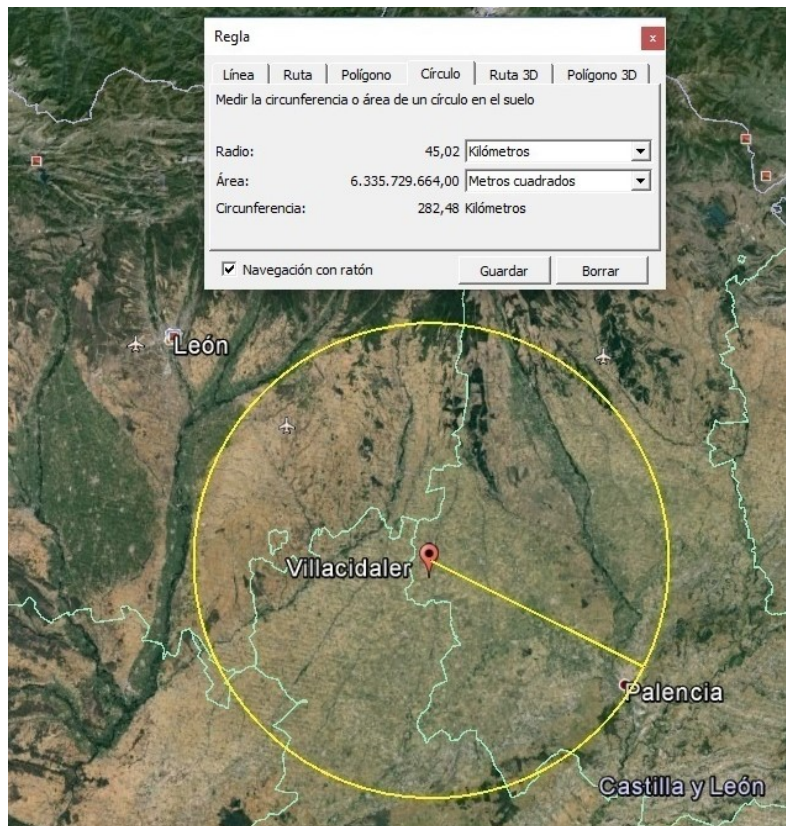 Regla
x
Línea Ruta Polígono Círculo Ruta 3D Polígono 3D
Medir la circunferencia o área de un círculo en el suelo
Radio: 45,02 Kilómetros
Área: 6.335.729.664,00 Metros cuadrados
Circunferencia: 282,48 Kilómetros
Navegación con ratón Guardar Borrar
León
Villacidaler
Palencia
Castilla y León